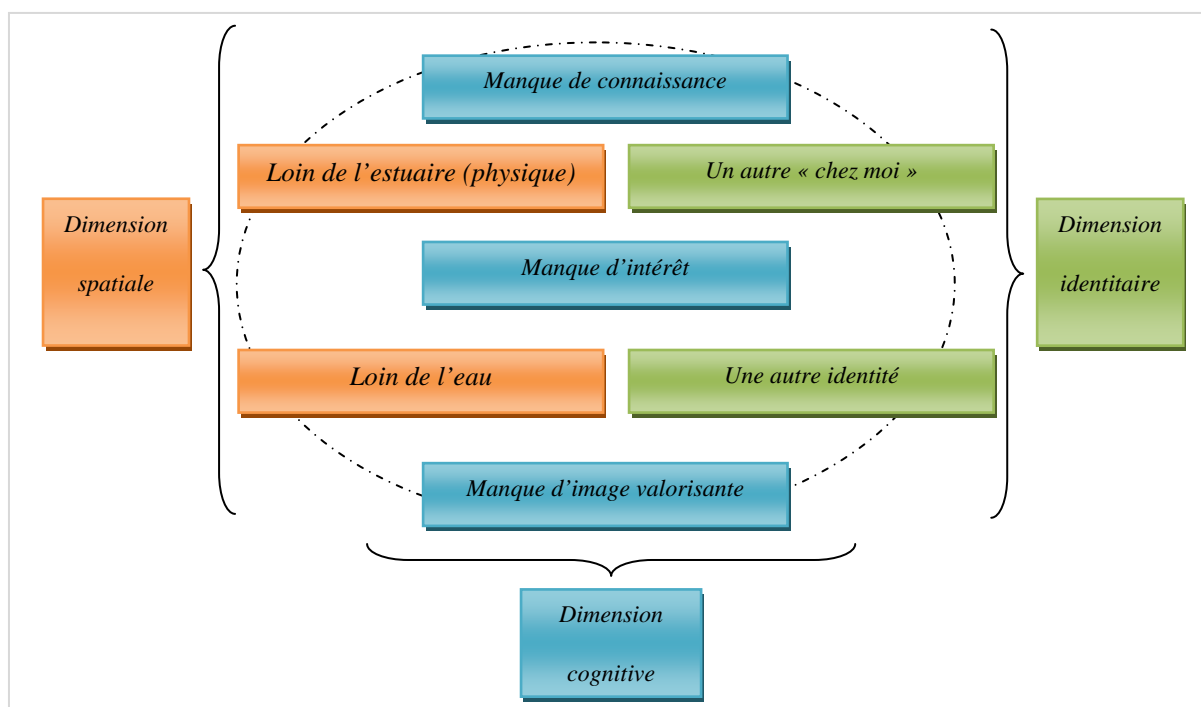 Manque de connaissance
Loin de l'estuaire (physique)
Un autre « chez moi »
Dimension
spatiale
Manque d'intérêt
Dimension
identitaire
Loin de l'eau
Une autre identité
Manque d'image valorisante
Dimension
cognitive